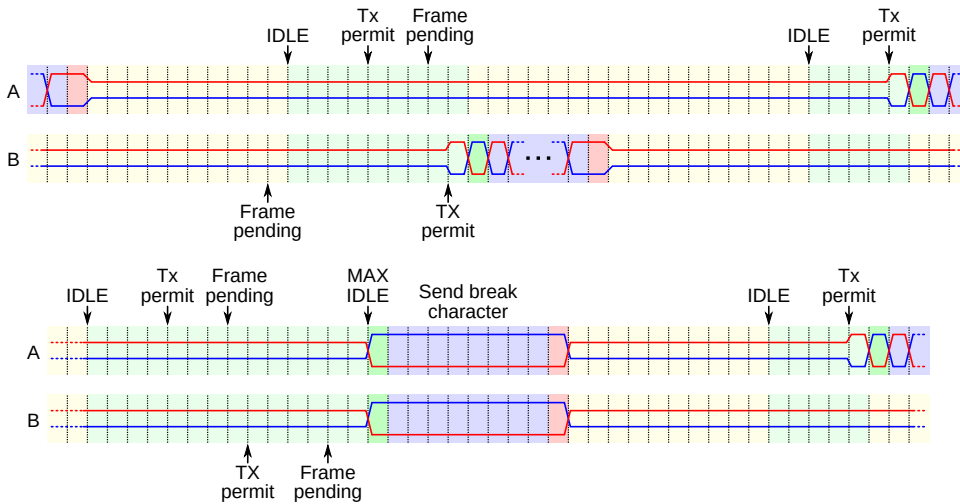 IDLE
Tx
permit
Frame
pending
IDLE
Tx
permit
A
B
...
Frame
pending
TX
permit
IDLE
Tx
permit
Frame
pending
MAX
IDLE
Send break
character
IDLE
Tx
permit
A
B
TX
permit
Frame
pending